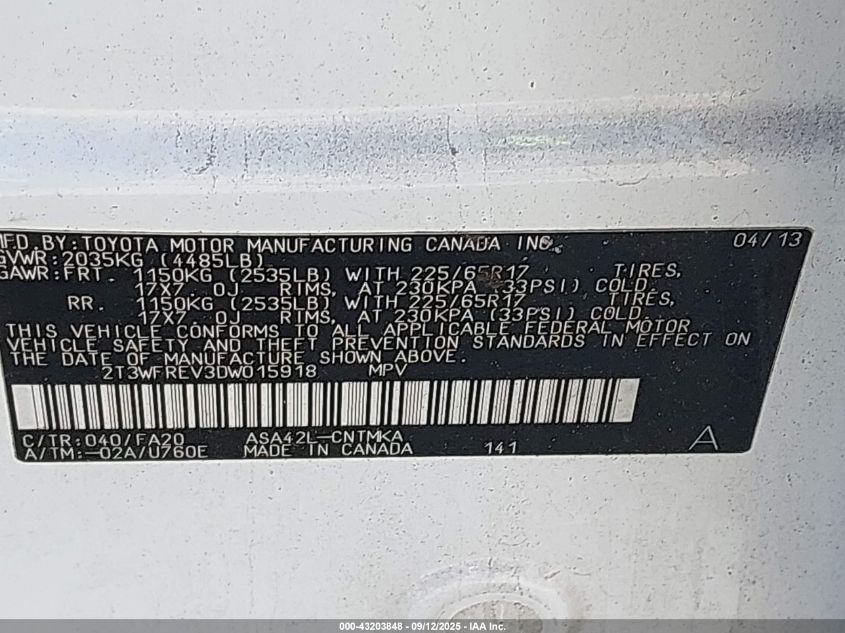 MFD. BY: TOYOTA MOTOR MANUFACTURING CANADA INC. 04/13
GVWR: 2035KG (4485LB)
GAWR: FRT. 1150KG (2535LB) WITH 225/65R17 TIRES,
17X7.0J RIMS, AT 230KPA (33PSI) COLD.
RR. 1150KG (2535LB) WITH 225/65R17 TIRES,
17X7.0J RIMS, AT 230KPA (33PSI) COLD.
THIS VEHICLE CONFORMS TO ALL APPLICABLE FEDERAL MOTOR
VEHICLE SAFETY AND THEFT PREVENTION STANDARDS IN EFFECT ON
THE DATE OF MANUFACTURE SHOWN ABOVE.
2T3WFREV3DW015918 MPV
C/TR: 040/FA20 ASA42L-CNTMKA
A/TM: -02A/U760E MADE IN CANADA 141 A
000-43203848 - 09/12/2025 - IAA Inc.